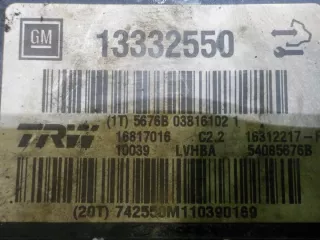 GM 13332550
(1T) 5676B 03816102 1
TRW 16817016 C2.2 16312217-F
10039 LVHBA 54085676B
(20T) 742550M110390169